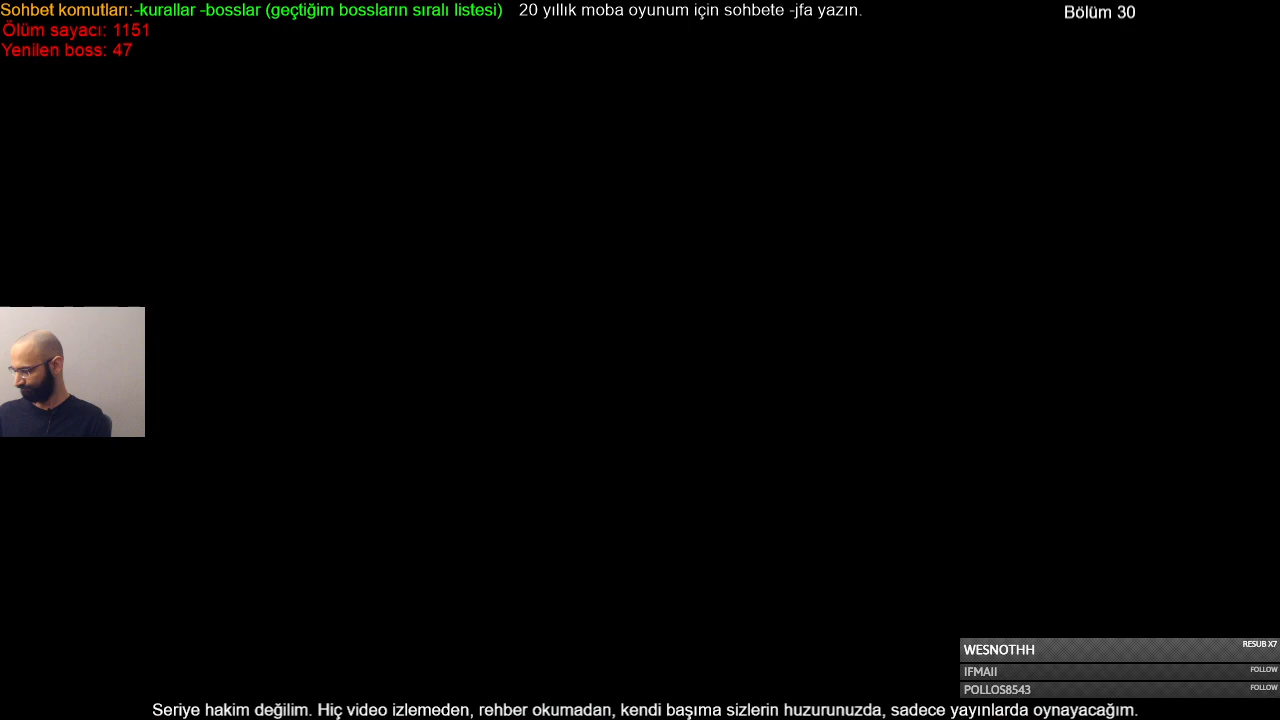 Sohbet komutları:-kurallar -bosslar (geçtiğim bossların sıralı listesi) 20 yıllık moba oyunum için sohbete -jfa yazın. Bölüm 30
Ölüm sayacı: 1151
Yenilen boss: 47
WESNOTHH RESUB X7
IFMAII FOLLOW
POLLOS8543 FOLLOW
Seriye hakim değilim. Hiç video izlemeden, rehber okumadan, kendi başıma sizlerin huzurunuzda, sadece yayınlarda oynayacağım.